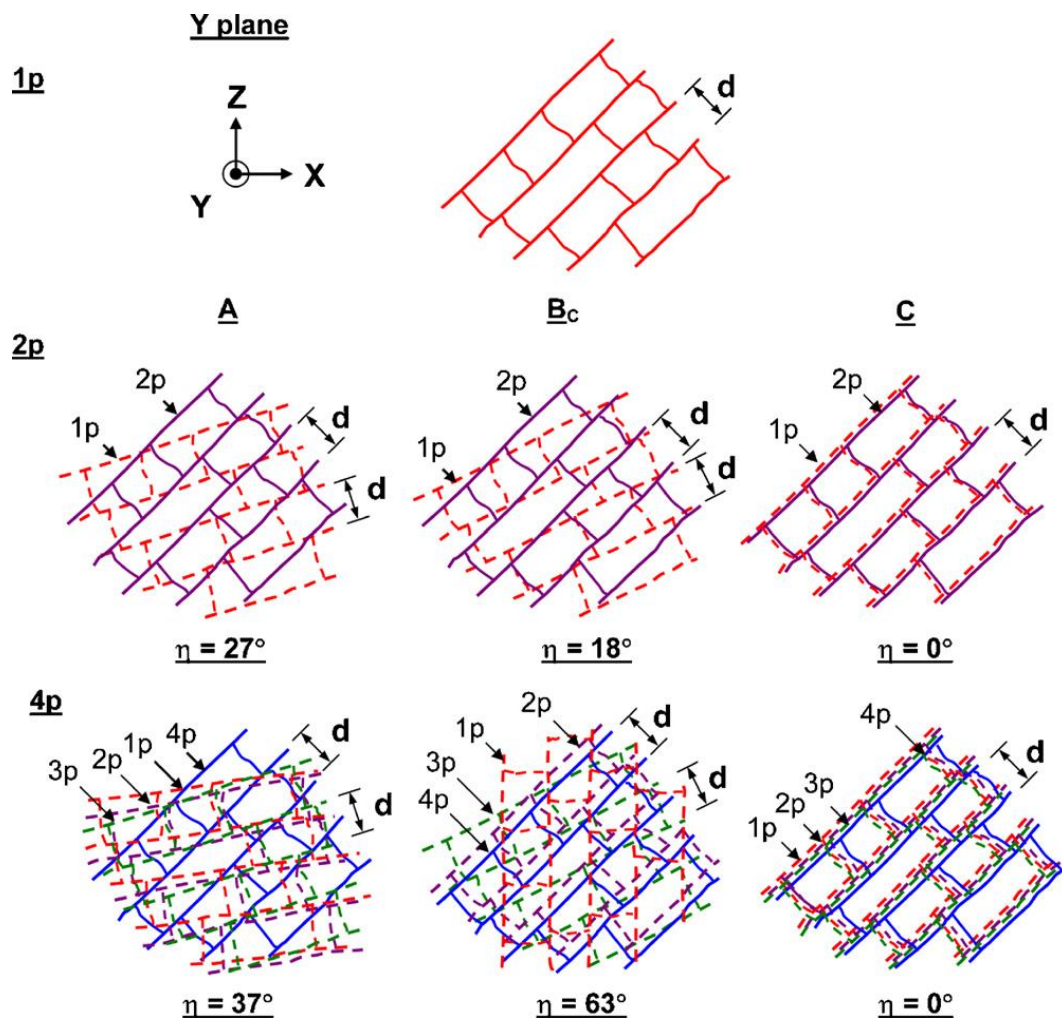 Y plane
1p
Z
X
Y
d
A
B_C
C
2p
2p
1p
d
d
2p
1p
d
d
2p
1p
d
η = 27°
η = 18°
η = 0°
4p
4p
1p
2p
3p
d
d
2p
1p
3p
4p
d
d
4p
3p
2p
1p
d
η = 37°
η = 63°
η = 0°